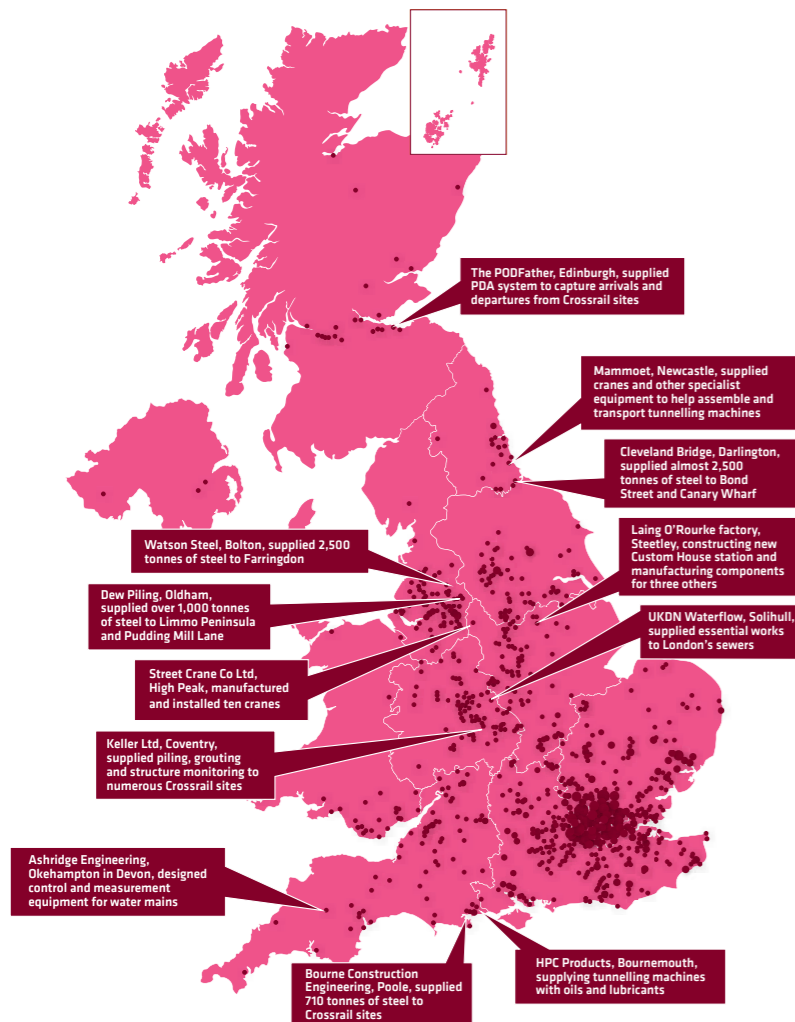 The PODFather, Edinburgh, supplied
PDA system to capture arrivals and
departures from Crossrail sites
Mammoet, Newcastle, supplied
cranes and other specialist
equipment to help assemble and
transport tunnelling machines
Cleveland Bridge, Darlington,
supplied almost 2,500
tonnes of steel to Bond
Street and Canary Wharf
Watson Steel, Bolton, supplied 2,500
tonnes of steel to Farringdon
Laing O'Rourke factory,
Steetley, constructing new
Custom House station and
manufacturing components
for three others
Dew Piling, Oldham,
supplied over 1,000 tonnes
of steel to Limmo Peninsula
and Pudding Mill Lane
UKDN Waterflow, Solihull,
supplied essential works
to London's sewers
Street Crane Co Ltd,
High Peak, manufactured
and installed ten cranes
Keller Ltd, Coventry,
supplied piling, grouting
and structure monitoring to
numerous Crossrail sites
Ashridge Engineering,
Okehampton in Devon, designed
control and measurement
equipment for water mains
HPC Products, Bournemouth,
supplying tunnelling machines
with oils and lubricants
Bourne Construction
Engineering, Poole, supplied
710 tonnes of steel to
Crossrail sites